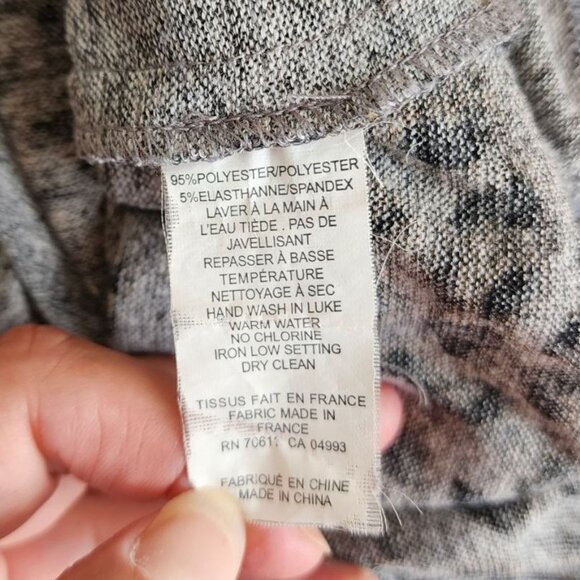 95%POLYESTER/POLYESTER
5%ELASTHANNE/SPANDEX
LAVER À LA MAIN À
L'EAU TIÈDE . PAS DE
JAVELLISANT
REPASSER À BASSE
TEMPÉRATURE
NETTOYAGE À SEC
HAND WASH IN LUKE
WARM WATER
NO CHLORINE
IRON LOW SETTING
DRY CLEAN
TISSUS FAIT EN FRANCE
FABRIC MADE IN
FRANCE
RN 70611 CA 04993
FABRIQUÉ EN CHINE
MADE IN CHINA